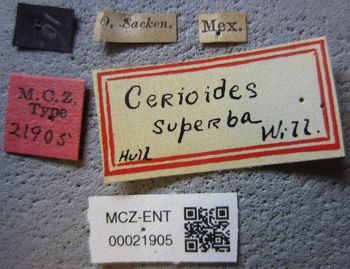 O. Sacken.
Mex.
M.C.Z.
Type
21905
Cerioides
superba
Will.
Hull
MCZ-ENT
00021905